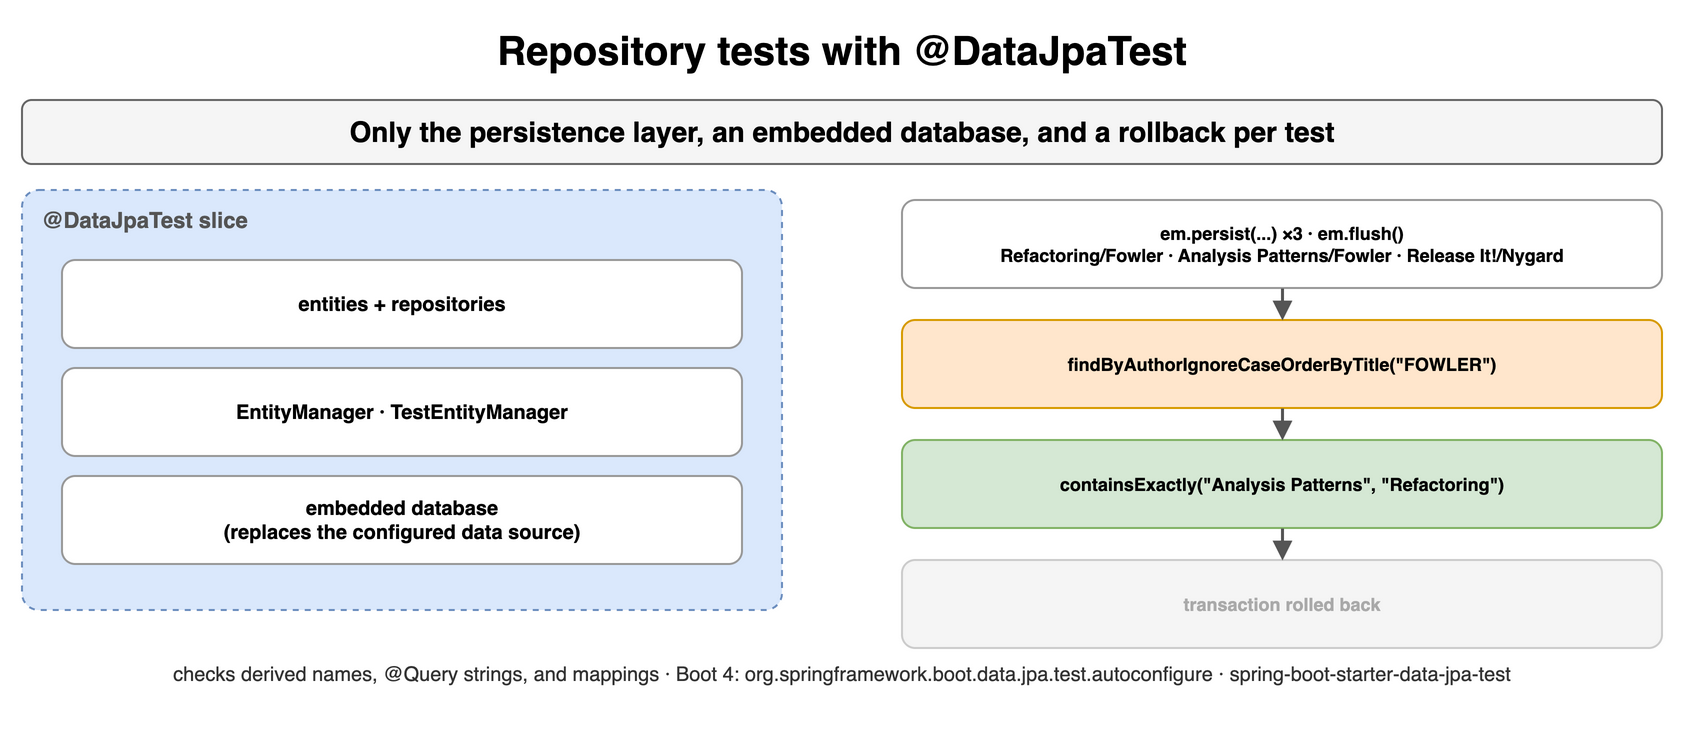 Repository tests with @DataJpaTest
Only the persistence layer, an embedded database, and a rollback per test
@DataJpaTest slice
entities + repositories
EntityManager · TestEntityManager
embedded database
(replaces the configured data source)
em.persist(...) ×3 · em.flush()
Refactoring/Fowler · Analysis Patterns/Fowler · Release It!/Nygard
findByAuthorIgnoreCaseOrderByTitle("FOWLER")
containsExactly("Analysis Patterns", "Refactoring")
transaction rolled back
checks derived names, @Query strings, and mappings · Boot 4: org.springframework.boot.data.jpa.test.autoconfigure · spring-boot-starter-data-jpa-test